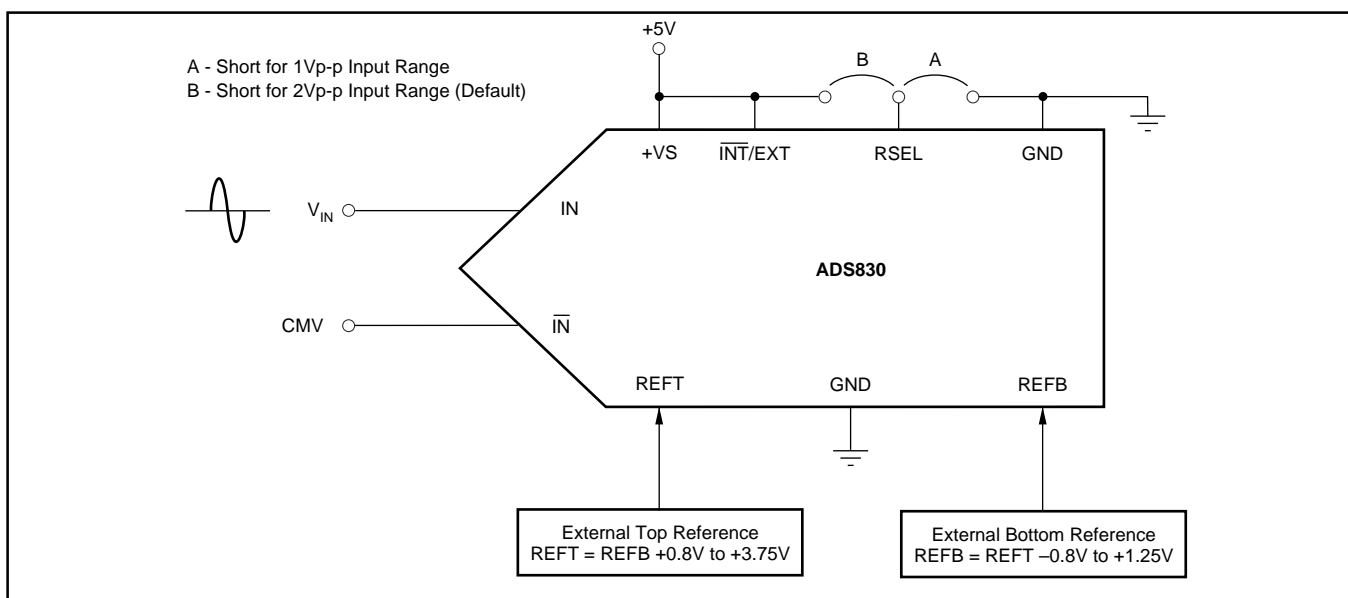 +5V
A - Short for 1Vp-p Input Range
B - Short for 2Vp-p Input Range (Default)
B
A
+VS
INT/EXT
RSEL
GND
VIN
IN
ADS830
CMV
IN
REFT
GND
REFB
External Top Reference
REFT = REFB +0.8V to +3.75V
External Bottom Reference
REFB = REFT –0.8V to +1.25V